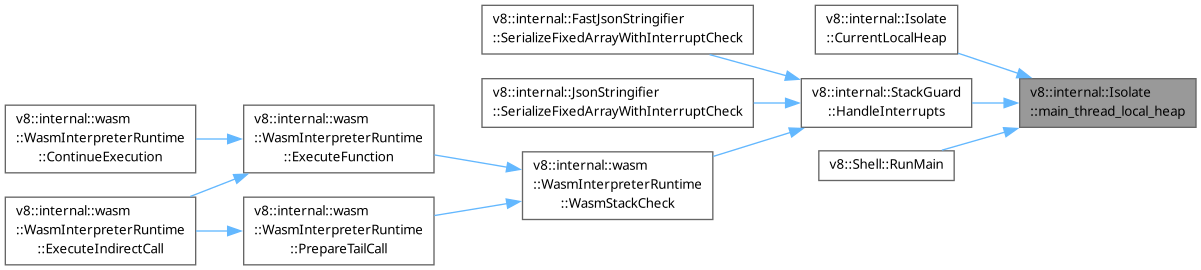 v8::internal::FastJsonStringifier
::SerializeFixedArrayWithInterruptCheck
v8::internal::Isolate
::CurrentLocalHeap
v8::internal::JsonStringifier
::SerializeFixedArrayWithInterruptCheck
v8::internal::StackGuard
::HandleInterrupts
v8::internal::Isolate
::main_thread_local_heap
v8::internal::wasm
::WasmInterpreterRuntime
::ContinueExecution
v8::internal::wasm
::WasmInterpreterRuntime
::ExecuteFunction
v8::internal::wasm
::WasmInterpreterRuntime
::WasmStackCheck
v8::Shell::RunMain
v8::internal::wasm
::WasmInterpreterRuntime
::ExecuteIndirectCall
v8::internal::wasm
::WasmInterpreterRuntime
::PrepareTailCall